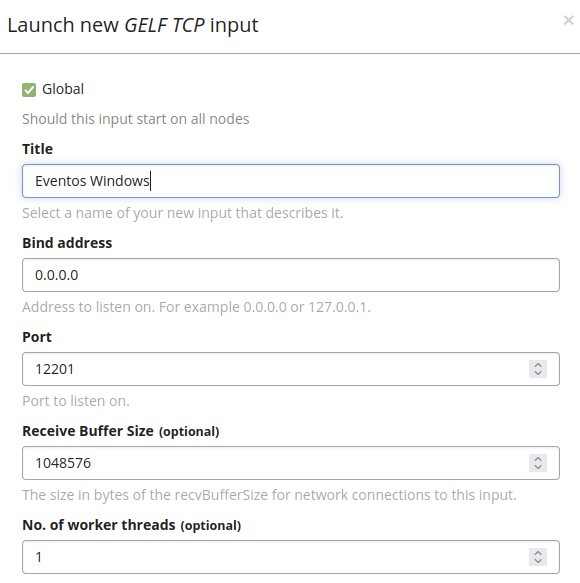 Launch new GELF TCP input
×
Global
Should this input start on all nodes
Title
Eventos Windows
Select a name of your new input that describes it.
Bind address
0.0.0.0
Address to listen on. For example 0.0.0.0 or 127.0.0.1.
Port
12201
Port to listen on.
Receive Buffer Size (optional)
1048576
The size in bytes of the recvBufferSize for network connections to this input.
No. of worker threads (optional)
1